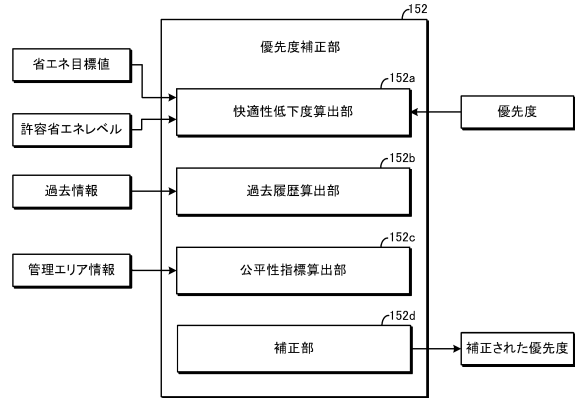 152
優先度補正部
省エネ目標値
152a
快適性低下度算出部
優先度
許容省エネレベル
152b
過去情報
過去履歴算出部
152c
管理エリア情報
公平性指標算出部
152d
補正部
補正された優先度